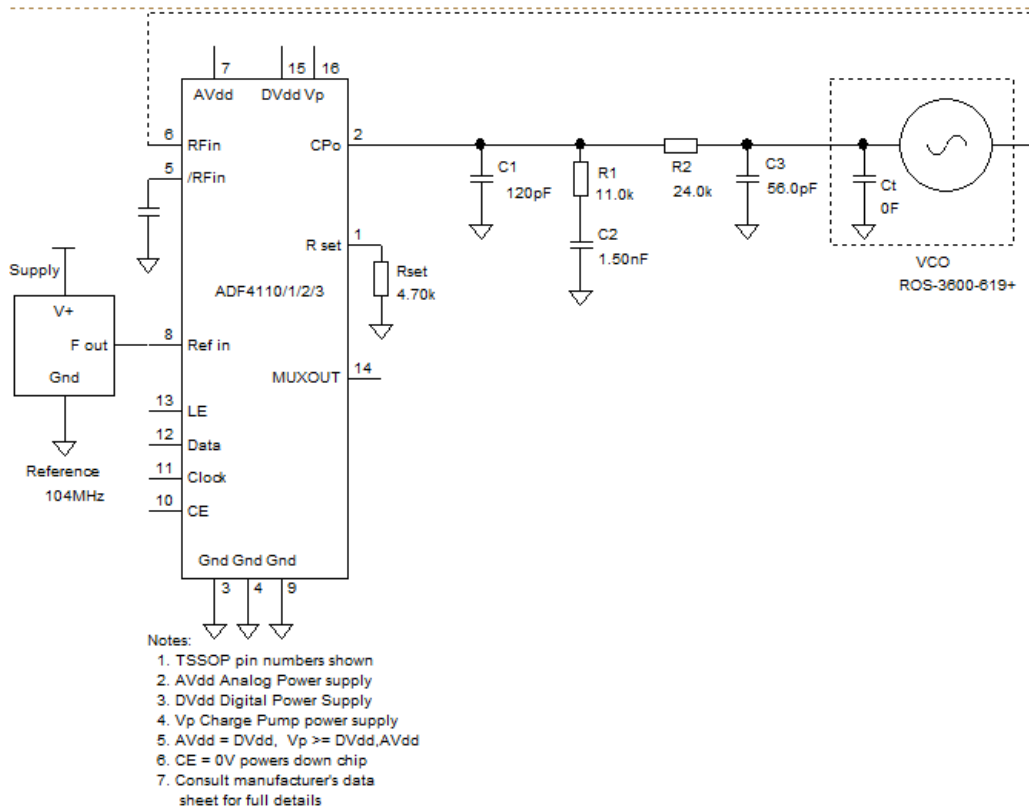 7
15
16
AVdd
DVdd Vp
6
RFin
CPo
2
5
/RFin
C1
120pF
R1
11.0k
R2
24.0k
C3
56.0pF
Ct
0F
C2
1.50nF
VCO
ROS-3600-619+
R set
1
Rset
4.70k
ADF4110/1/2/3
Supply
V+
F out
Gnd
8
Ref in
MUXOUT
14
13
LE
12
Data
11
Clock
10
CE
Reference
104MHz
Gnd Gnd Gnd
3
4
9
Notes:
1. TSSOP pin numbers shown
2. AVdd Analog Power supply
3. DVdd Digital Power Supply
4. Vp Charge Pump power supply
5. AVdd = DVdd, Vp >= DVdd,AVdd
6. CE = 0V powers down chip
7. Consult manufacturer's data
sheet for full details